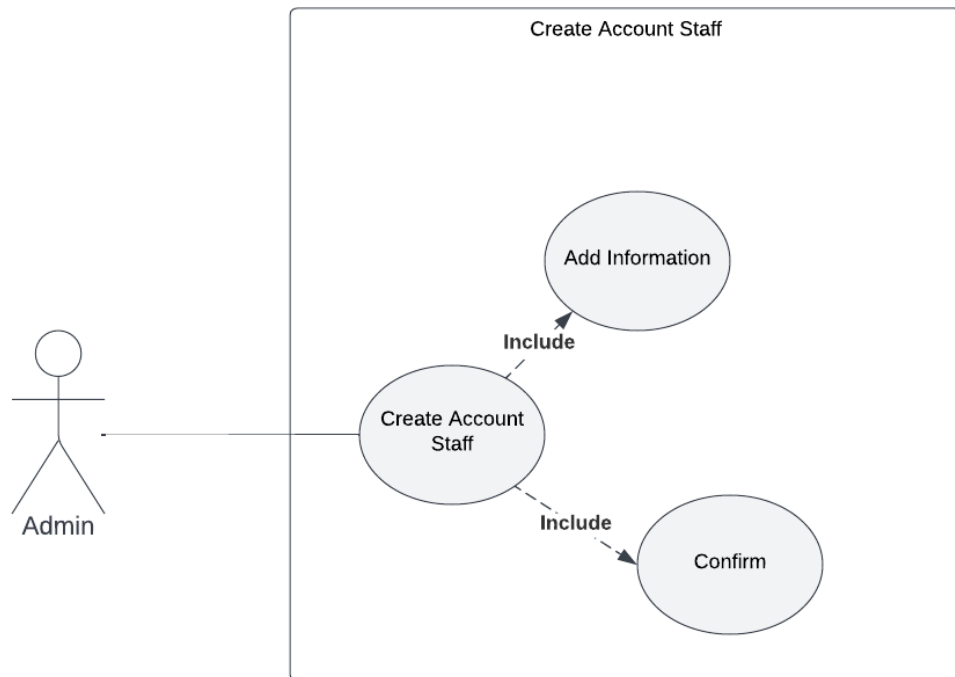 Create Account Staff
Add Information
Include
Create Account
Staff
Include
Admin
Confirm